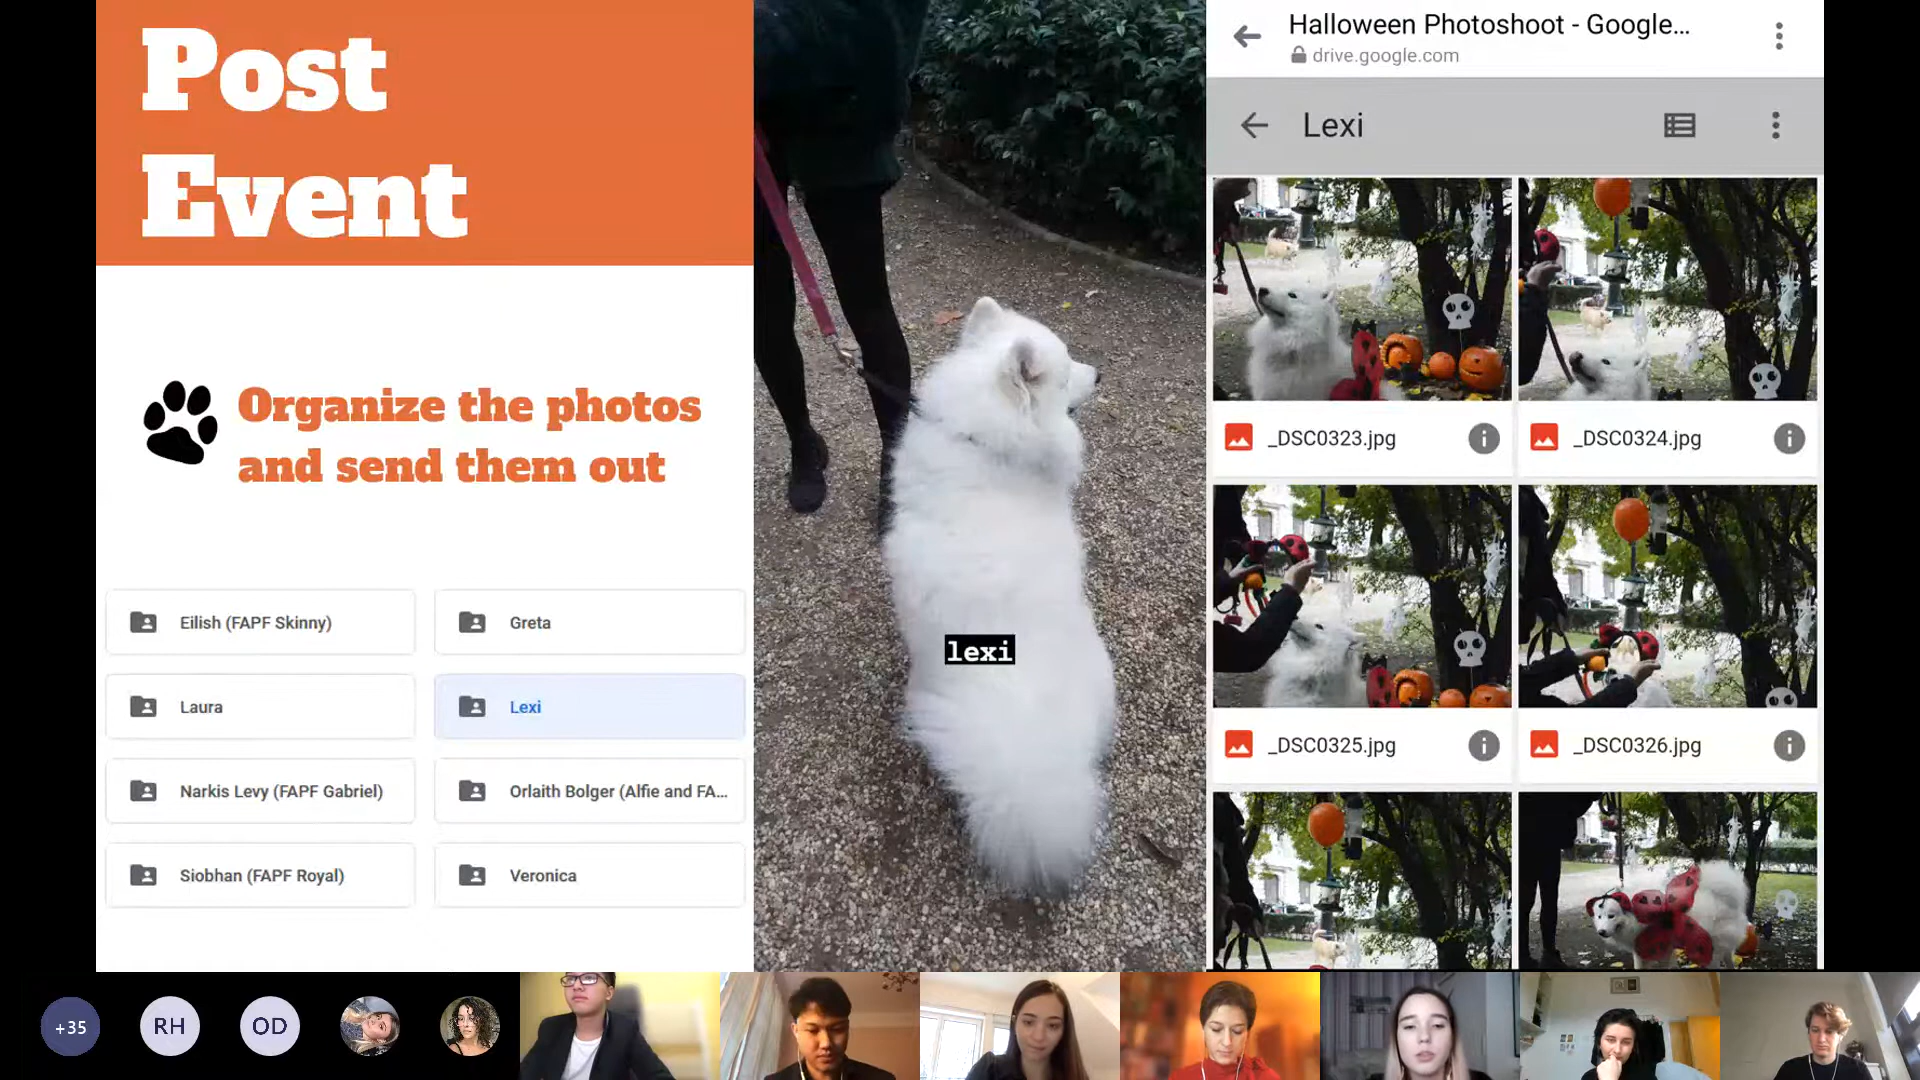 Post
Event
Organize the photos
and send them out
Eilish (FAPF Skinny)
Greta
Laura
Lexi
Narkis Levy (FAPF Gabriel)
Orlaith Bolger (Alfie and FA...
Siobhan (FAPF Royal)
Veronica
lexi
Halloween Photoshoot - Google...
drive.google.com
Lexi
_DSC0323.jpg
_DSC0324.jpg
_DSC0325.jpg
_DSC0326.jpg
+35
RH
OD